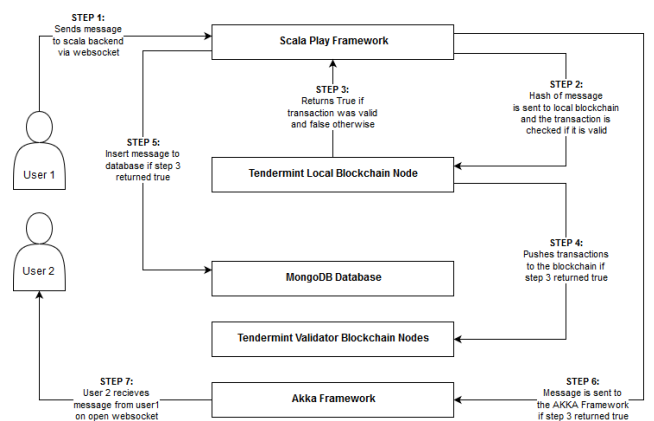 STEP 1:
Sends message
to scala backend
via websocket
Scala Play Framework
STEP 2:
Hash of message
is sent to local blockchain
and the transaction is
checked if it is valid
STEP 3:
Returns True if
transaction was valid
and false otherwise
STEP 5:
Insert message to
database if step 3
returned true
User 1
Tendermint Local Blockchain Node
STEP 4:
Pushes transactions
to the blockchain if
step 3 returned true
User 2
MongoDB Database
Tendermint Validator Blockchain Nodes
STEP 7:
User 2 recieves
message from user1
on open websocket
Akka Framework
STEP 6:
Message is sent to
the AKKA Framework
if step 3 returned true